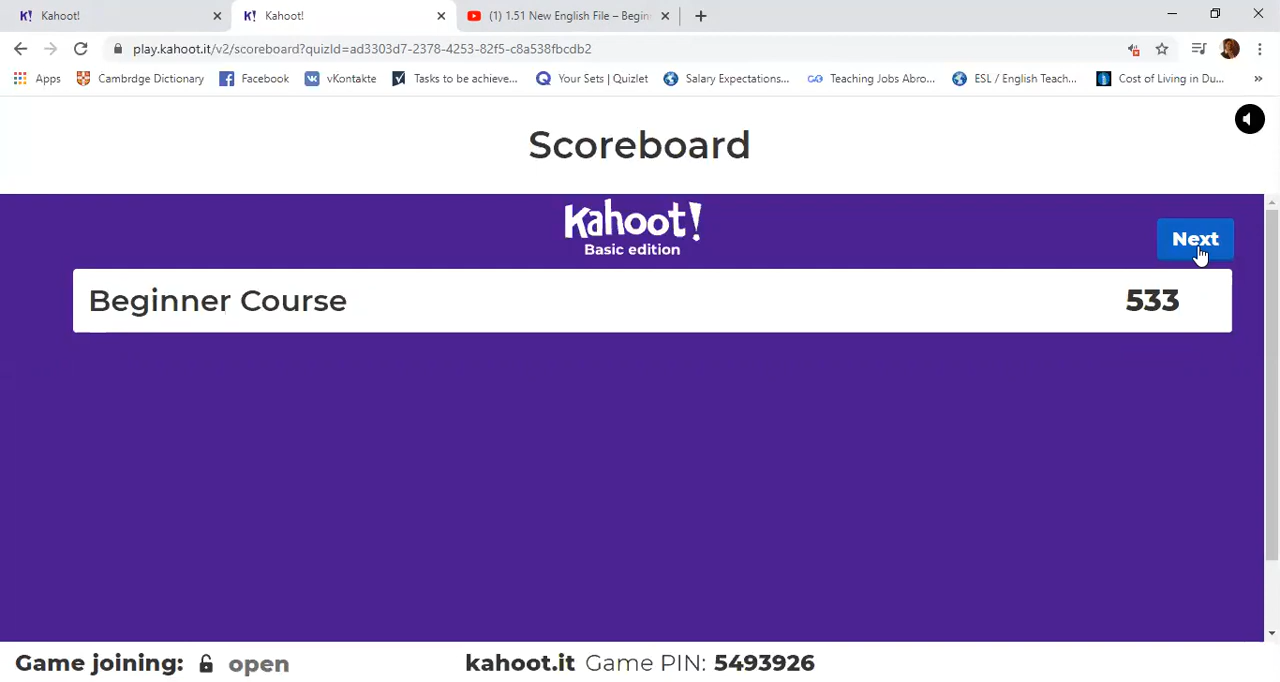 Kahoot!
Kahoot!
(1) 1.51 New English File – Begin
play.kahoot.it/v2/scoreboard?quizId=ad3303d7-2378-4253-82f5-c8a538fbcdb2
Apps
Cambrdge Dictionary
Facebook
vKontakte
Tasks to be achieve...
Your Sets | Quizlet
Salary Expectations...
Teaching Jobs Abro...
ESL / English Teach...
Cost of Living in Du...
Scoreboard
Kahoot!
Basic edition
Next
Beginner Course 533
Game joining: open
kahoot.it Game PIN: 5493926